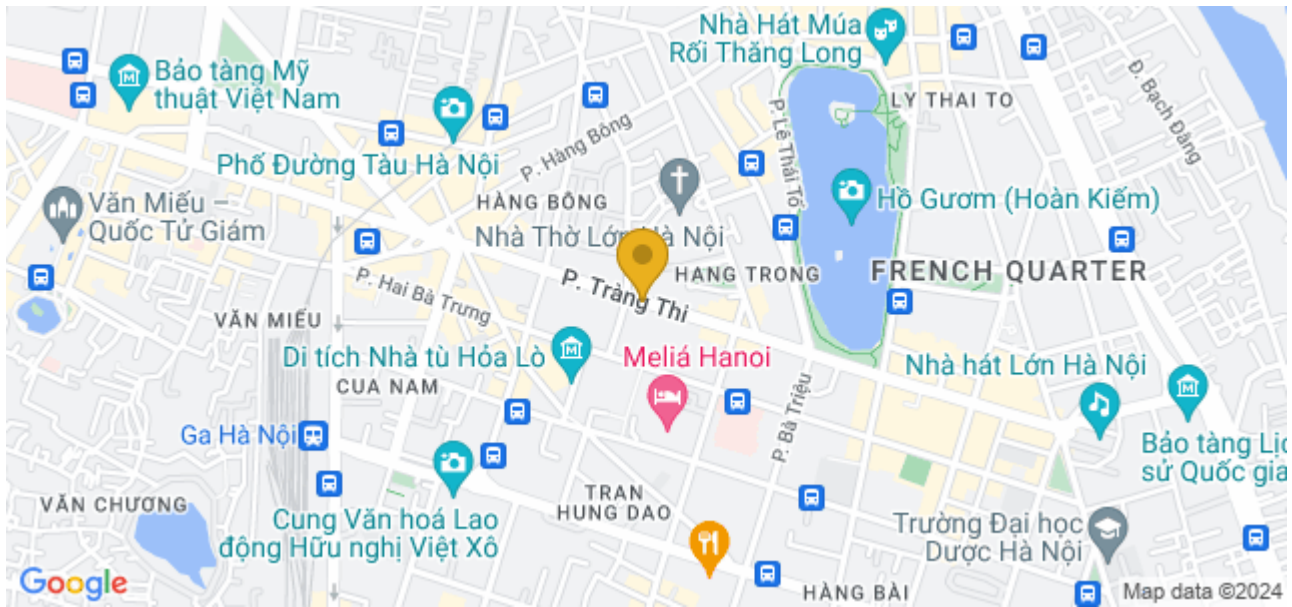 Nhà Hát Múa
Rối Thăng Long
Bảo tàng Mỹ
thuật Việt Nam
LY THAI TO
Đ. Bạch Đằng
P. Lê Thái Tổ
P. Hàng Bông
Phố Đường Tàu Hà Nội
HÀNG BÔNG
Văn Miếu –
Quốc Tử Giám
Hồ Gươm (Hoàn Kiếm)
Nhà Thờ Lớn Hà Nội
HANG TRONG
FRENCH QUARTER
P. Hai Bà Trưng
P. Tràng Thi
VĂN MIẾU
Di tích Nhà tù Hỏa Lò
Meliá Hanoi
Nhà hát Lớn Hà Nội
CUA NAM
P. Bà Triệu
Ga Hà Nội
Bảo tàng Lịc
sử Quốc gia
VĂN CHƯƠNG
TRAN
HUNG DAO
Cung Văn hoá Lao
động Hữu nghị Việt Xô
Trường Đại học
Dược Hà Nội
HÀNG BÀI
Google
Map data ©2024